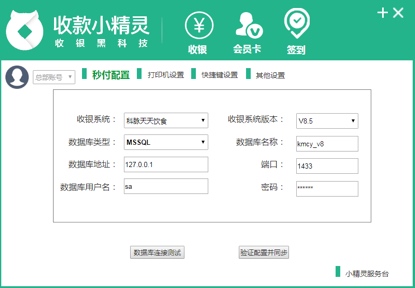 收款小精灵
收银黑科技
收银
会员卡
签到
总部账号
秒付配置
打印机设置
快捷键设置
其他设置
收银系统： 科脉天天饮食
收银系统版本： V8.5
数据库类型： MSSQL
数据库名称： kmcy_v8
数据库地址： 127.0.0.1
端口： 1433
数据库用户名： sa
密码： ******
数据库连接测试
验证配置并同步
小精灵服务台